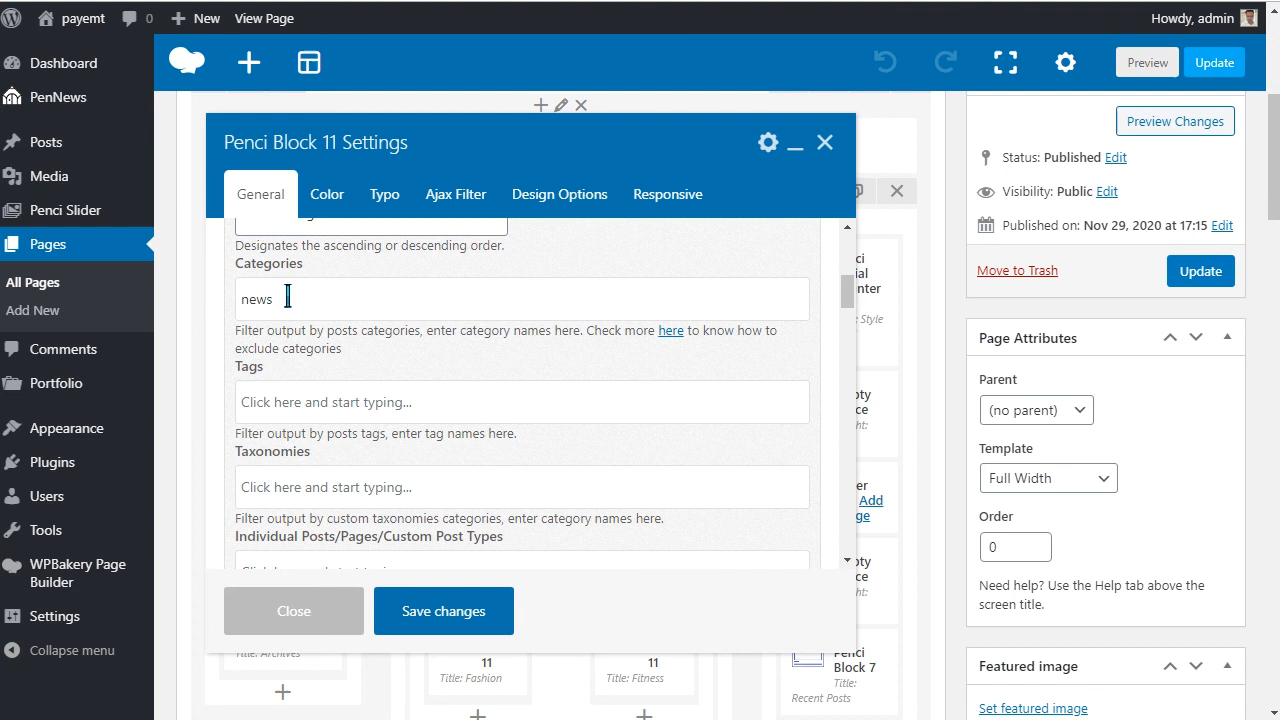 payemt
0
New
View Page
Howdy, admin
Dashboard
PenNews
Posts
Media
Penci Slider
Pages
All Pages
Add New
Comments
Portfolio
Appearance
Plugins
Users
Tools
WPBakery Page
Builder
Settings
Collapse menu
Preview
Update
Penci Block 11 Settings
General
Color
Typo
Ajax Filter
Design Options
Responsive
Designates the ascending or descending order.
Categories
news
Filter output by posts categories, enter category names here. Check more here to know how to
exclude categories
Tags
Click here and start typing...
Filter output by posts tags, enter tag names here.
Taxonomies
Click here and start typing...
Filter output by custom taxonomies categories, enter category names here.
Individual Posts/Pages/Custom Post Types
Close
Save changes
Title: Archives
11
Title: Fashion
11
Title: Fitness
Style
Add
Penci
Block 7
Title:
Recent Posts
Preview Changes
Status: Published Edit
Visibility: Public Edit
Published on: Nov 29, 2020 at 17:15 Edit
Move to Trash
Update
Page Attributes
Parent
(no parent)
Template
Full Width
Order
0
Need help? Use the Help tab above the
screen title.
Featured image
Set featured image